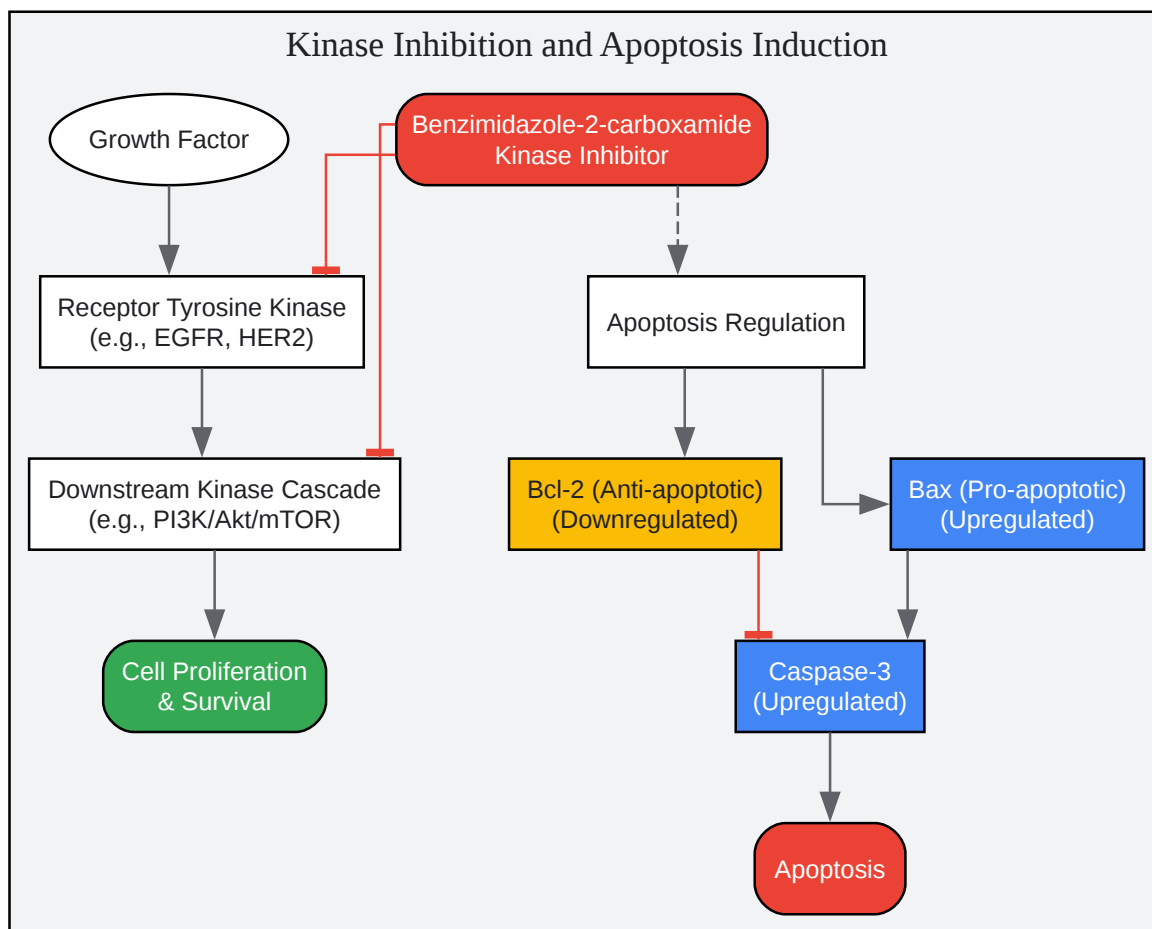 Kinase Inhibition and Apoptosis Induction
Growth Factor
Benzimidazole-2-carboxamide
Kinase Inhibitor
Receptor Tyrosine Kinase
(e.g., EGFR, HER2)
Apoptosis Regulation
Downstream Kinase Cascade
(e.g., PI3K/Akt/mTOR)
Bcl-2 (Anti-apoptotic)
(Downregulated)
Bax (Pro-apoptotic)
(Upregulated)
Cell Proliferation
& Survival
Caspase-3
(Upregulated)
Apoptosis